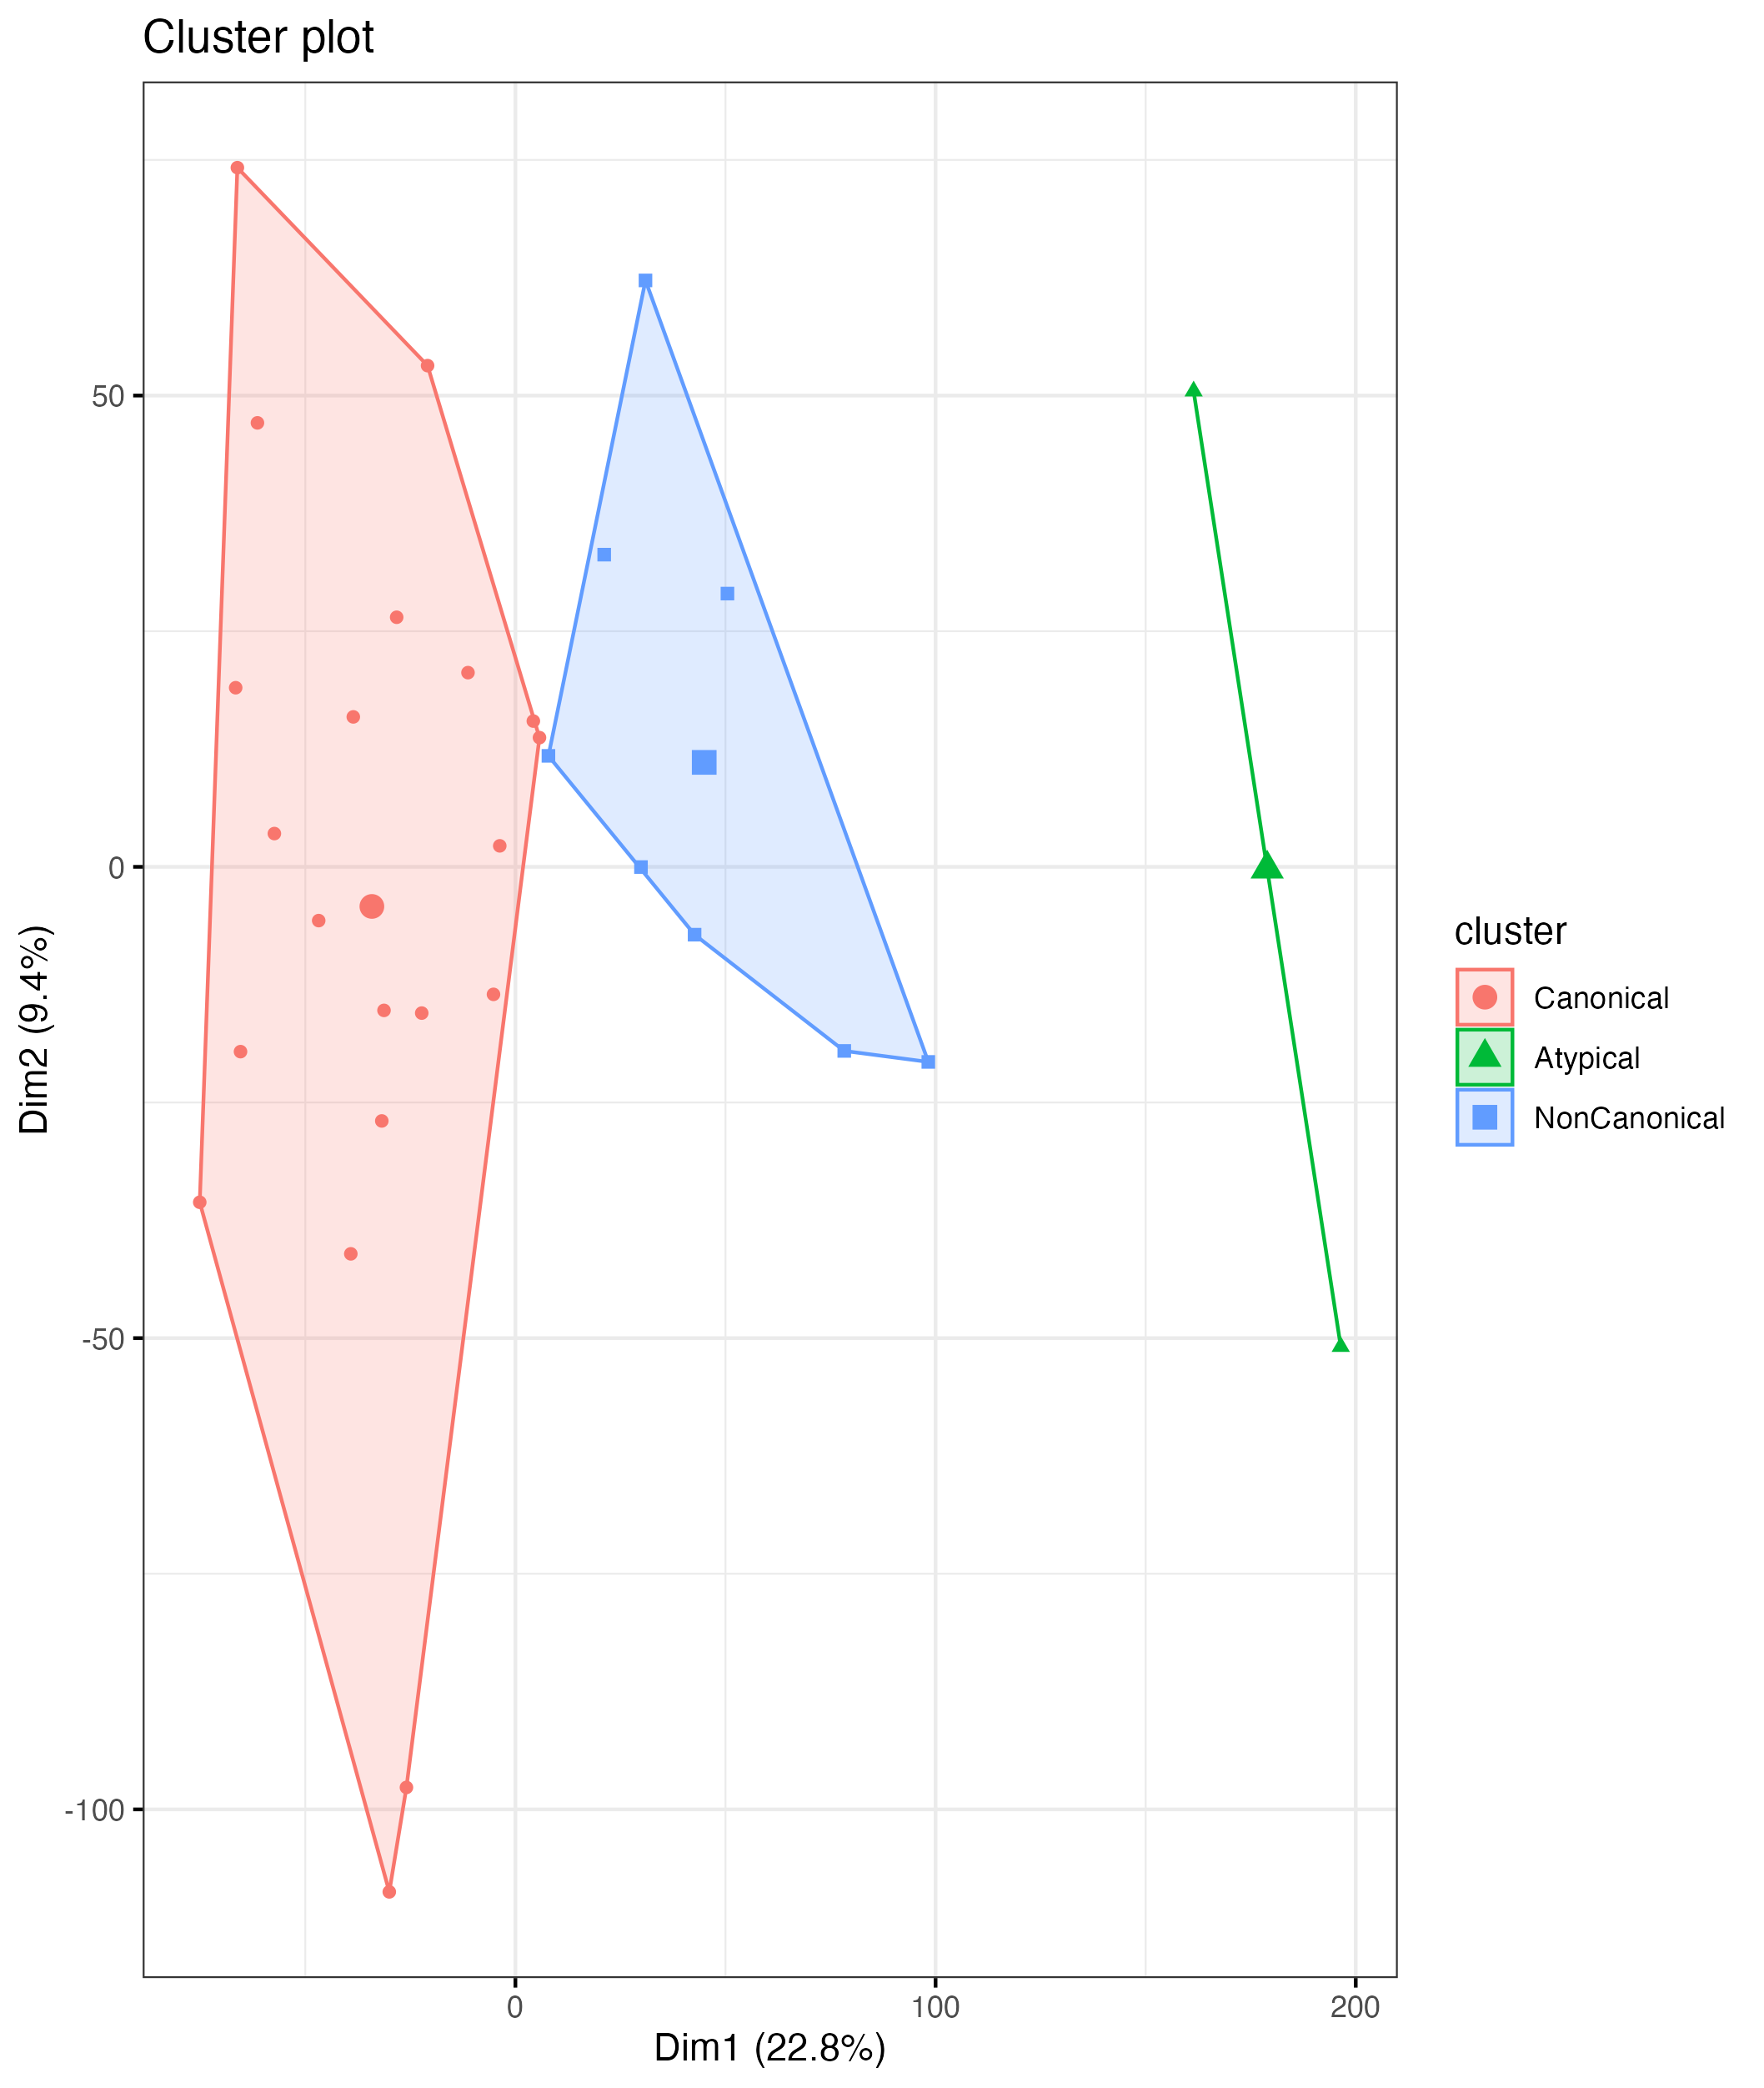 Cluster plot
50
0
-50
-100
Dim2 (9.4%)
0
100
200
Dim1 (22.8%)
cluster
Canonical
Atypical
NonCanonical